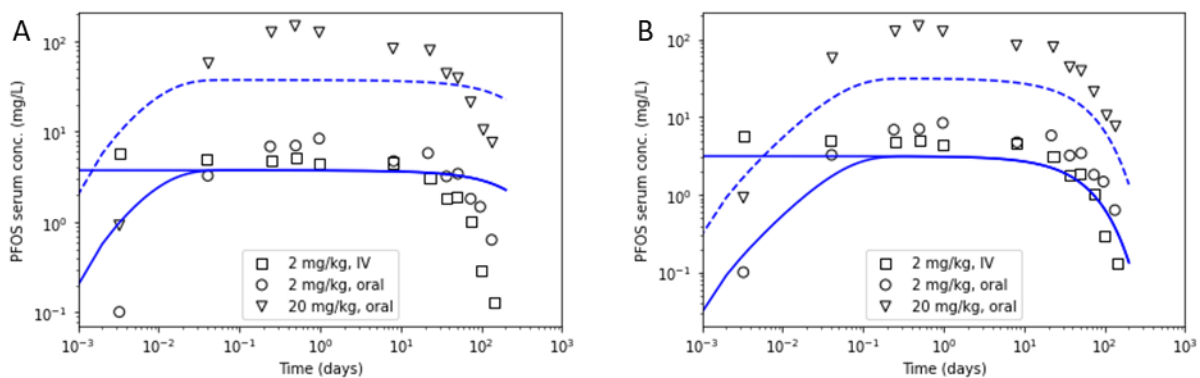 A
PFOS serum conc. (mg/L)
10²
10¹
10⁰
10⁻¹
2 mg/kg, IV
2 mg/kg, oral
20 mg/kg, oral
10⁻³ 10⁻² 10⁻¹ 10⁰ 10¹ 10² 10³
Time (days)
B
PFOS serum conc. (mg/L)
10²
10¹
10⁰
10⁻¹
2 mg/kg, IV
2 mg/kg, oral
20 mg/kg, oral
10⁻³ 10⁻² 10⁻¹ 10⁰ 10¹ 10² 10³
Time (days)